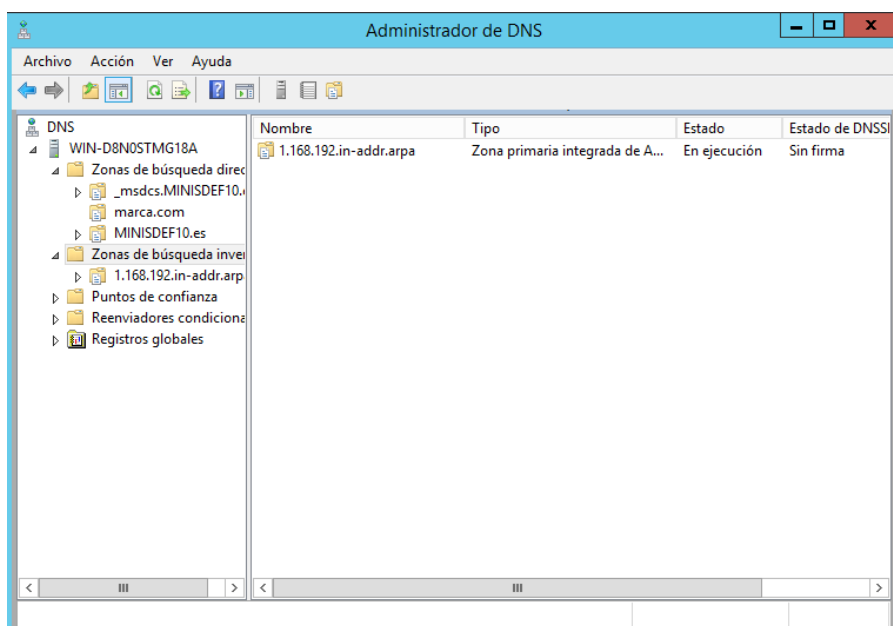 Administrador de DNS
Archivo Acción Ver Ayuda
DNS
WIN-D8N0STMG18A
Zonas de búsqueda direc
_msdcs.MINISDEF10.
marca.com
MINISDEF10.es
Zonas de búsqueda inver
1.168.192.in-addr.arp
Puntos de confianza
Reenviadores condiciona
Registros globales
Nombre Tipo Estado Estado de DNSS
1.168.192.in-addr.arpa Zona primaria integrada de A... En ejecución Sin firma